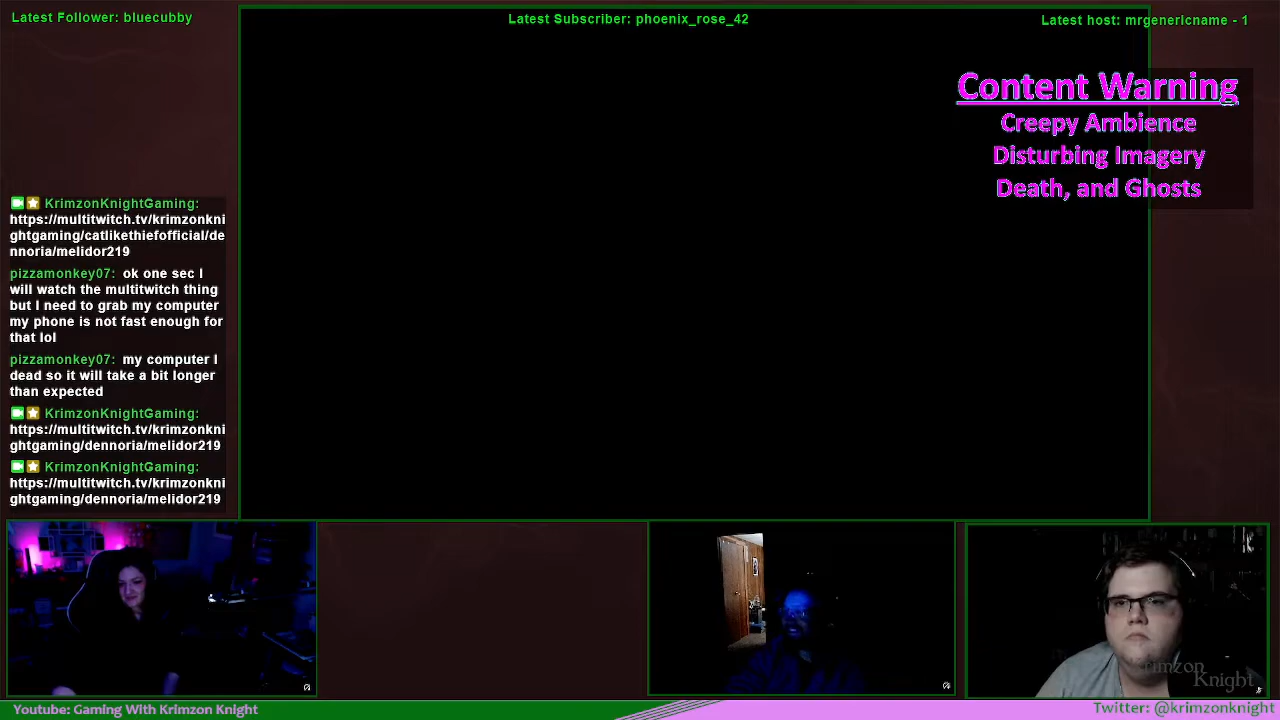 Latest Follower: bluecubby
Latest Subscriber: phoenix_rose_42
Latest host: mrgenericname - 1
Content Warning
Creepy Ambience
Disturbing Imagery
Death, and Ghosts
KrimzonKnightGaming:
https://multitwitch.tv/krimzonkni
ghtgaming/catlikethiefofficial/de
nnoria/melidor219
pizzamonkey07: ok one sec I
will watch the multitwitch thing
but I need to grab my computer
my phone is not fast enough for
that lol
pizzamonkey07: my computer I
dead so it will take a bit longer
than expected
KrimzonKnightGaming:
https://multitwitch.tv/krimzonkni
ghtgaming/dennoria/melidor219
KrimzonKnightGaming:
https://multitwitch.tv/krimzonkni
ghtgaming/dennoria/melidor219
Krimzon
Knight
Youtube: Gaming With Krimzon Knight
Twitter: @krimzonknight